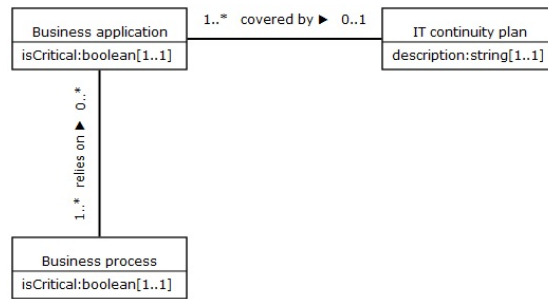 Business application
isCritical:boolean[1..1]
1..* covered by ▶ 0..1
IT continuity plan
description:string[1..1]
1..* relies on ▶ 0..*
Business process
isCritical:boolean[1..1]